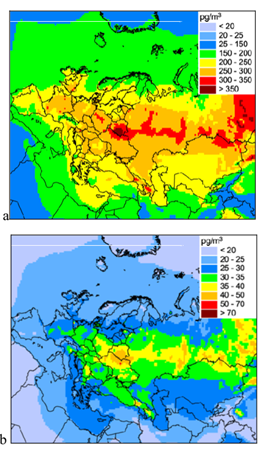 pg/m³
< 20
20 - 25
25 - 150
150 - 200
200 - 250
250 - 300
300 - 350
> 350
a
pg/m³
< 20
20 - 25
25 - 30
30 - 35
35 - 40
40 - 50
50 - 70
> 70
b